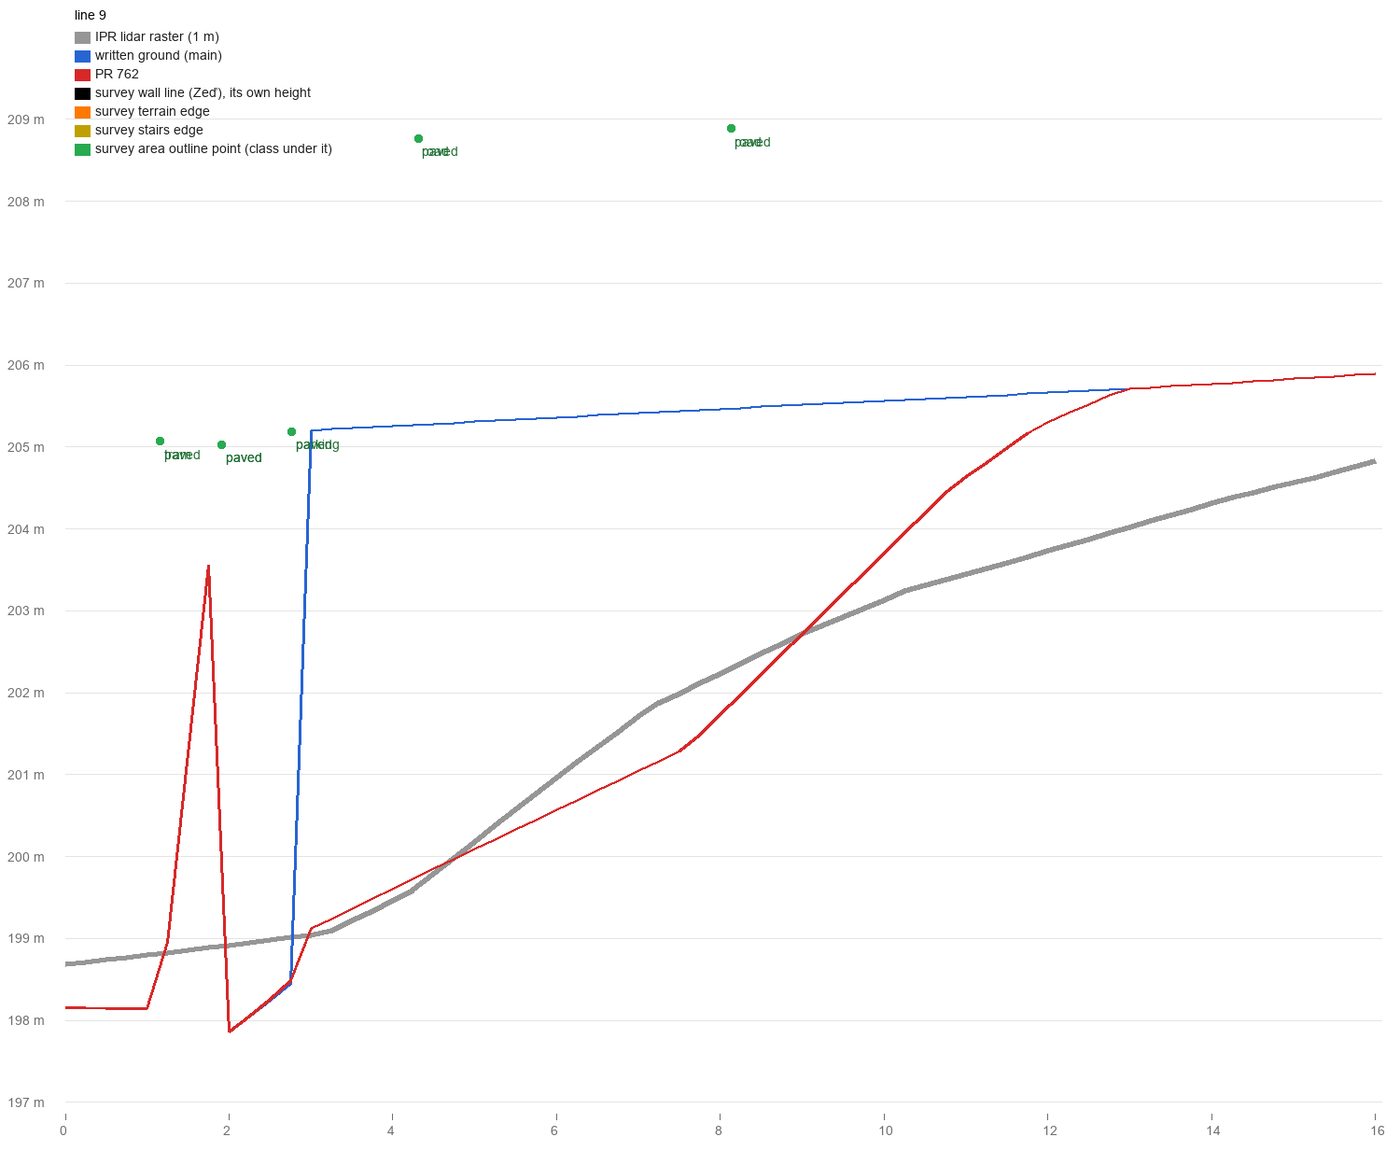 line 9
IPR lidar raster (1 m)
written ground (main)
PR 762
survey wall line (Zeď), its own height
survey terrain edge
survey stairs edge
survey area outline point (class under it)
209 m
208 m
207 m
206 m
205 m
204 m
203 m
202 m
201 m
200 m
199 m
198 m
197 m
paved
paved
paved
paved
0
2
4
6
8
10
12
14
16